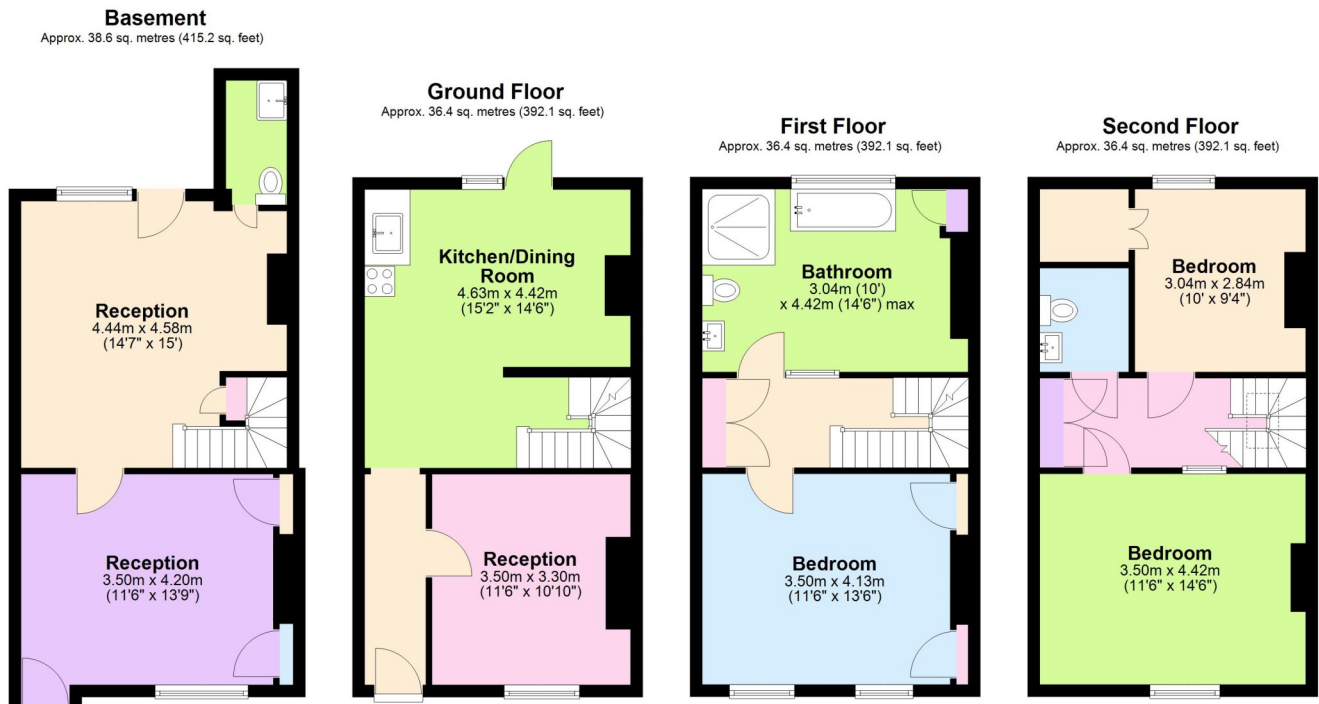 Basement
Approx. 38.6 sq. metres (415.2 sq. feet)
Reception
4.44m x 4.58m
(14'7" x 15')
Reception
3.50m x 4.20m
(11'6" x 13'9")
Ground Floor
Approx. 36.4 sq. metres (392.1 sq. feet)
Kitchen/Dining
Room
4.63m x 4.42m
(15'2" x 14'6")
Reception
3.50m x 3.30m
(11'6" x 10'10")
First Floor
Approx. 36.4 sq. metres (392.1 sq. feet)
Bathroom
3.04m (10')
x 4.42m (14'6") max
Bedroom
3.50m x 4.13m
(11'6" x 13'6")
Second Floor
Approx. 36.4 sq. metres (392.1 sq. feet)
Bedroom
3.04m x 2.84m
(10' x 9'4")
Bedroom
3.50m x 4.42m
(11'6" x 14'6")